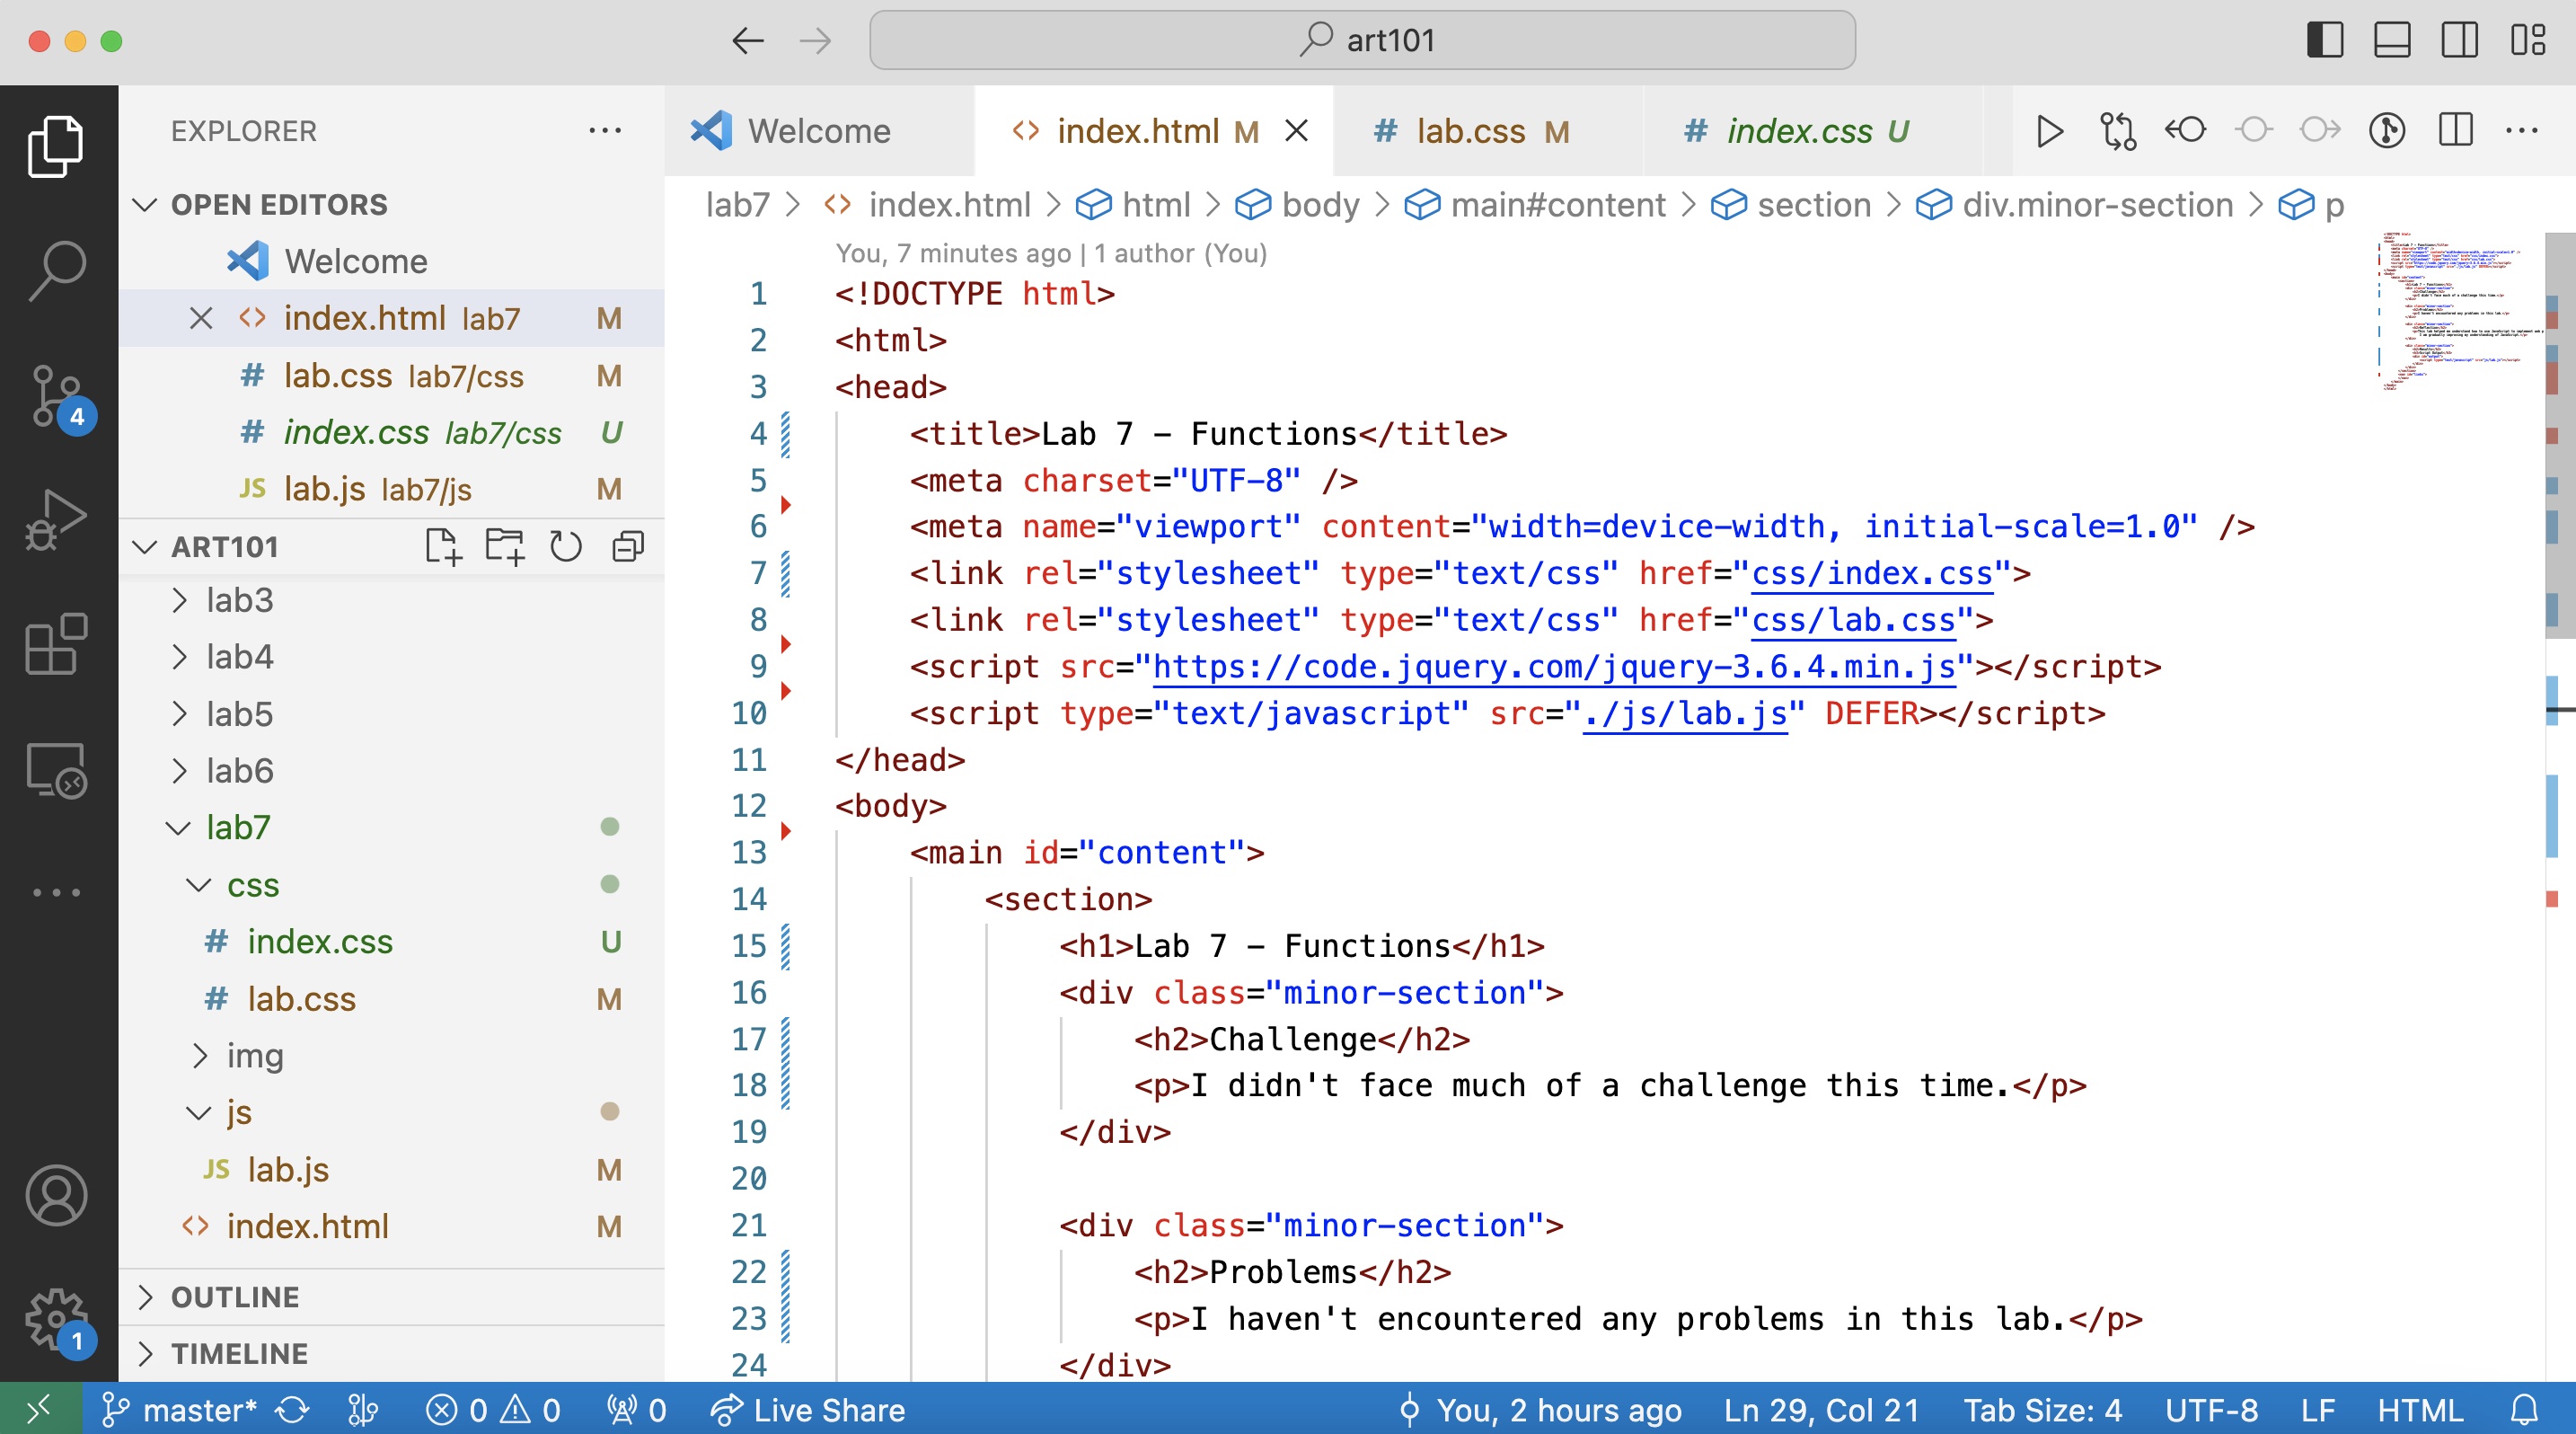 art101
EXPLORER
OPEN EDITORS
Welcome
index.html lab7 M
lab.css lab7/css M
index.css lab7/css U
JS lab.js lab7/js M
ART101
lab3
lab4
lab5
lab6
lab7
css
index.css U
lab.css M
img
js
JS lab.js M
index.html M
OUTLINE
TIMELINE
4
1
Welcome index.html M lab.css M index.css U
lab7 > index.html > html > body > main#content > section > div.minor-section > p
You, 7 minutes ago | 1 author (You)
1 <!DOCTYPE html>
2 <html>
3 <head>
4 <title>Lab 7 - Functions</title>
5 <meta charset="UTF-8" />
6 <meta name="viewport" content="width=device-width, initial-scale=1.0" />
7 <link rel="stylesheet" type="text/css" href="css/index.css">
8 <link rel="stylesheet" type="text/css" href="css/lab.css">
9 <script src="https://code.jquery.com/jquery-3.6.4.min.js"></script>
10 <script type="text/javascript" src="./js/lab.js" DEFER></script>
11 </head>
12 <body>
13 <main id="content">
14 <section>
15 <h1>Lab 7 - Functions</h1>
16 <div class="minor-section">
17 <h2>Challenge</h2>
18 <p>I didn't face much of a challenge this time.</p>
19 </div>
20
21 <div class="minor-section">
22 <h2>Problems</h2>
23 <p>I haven't encountered any problems in this lab.</p>
24 </div>
master* 0 0 0 Live Share You, 2 hours ago Ln 29, Col 21 Tab Size: 4 UTF-8 LF HTML